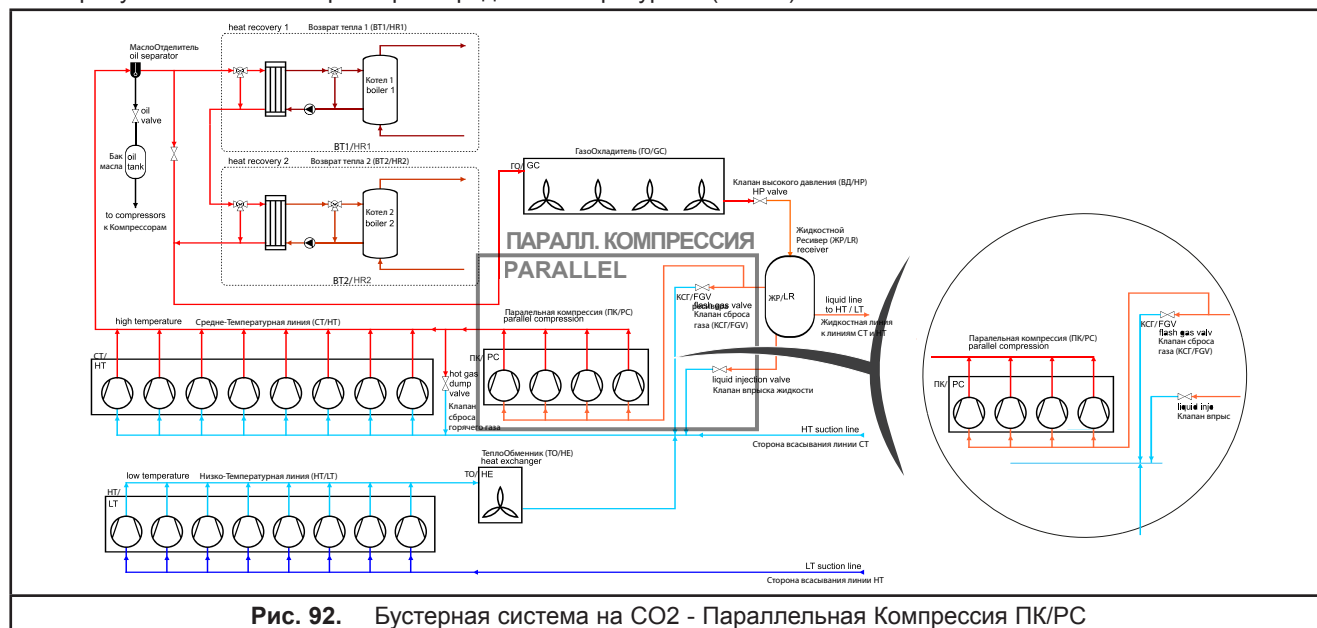 heat recovery 1 Возврат тепла 1 (ВТ1/HR1)
МаслоОтделитель
oil separator
Котел 1
boiler 1
oil
valve
Бак
масла
oil
tank
to compressors
к Компрессорам
ВТ1/HR1
heat recovery 2 Возврат тепла 2 (ВТ2/HR2)
Котел 2
boiler 2
ВТ2/HR2
ГазоОхладитель (ГО/GC)
ГО/ GC
Клапан высокого давления (ВД/HP)
HP valve
Жидкостной
Ресивер (ЖР/LR)
receiver
ЖР/LR
ПАРАЛЛ. КОМПРЕССИЯ
PARALLEL
КСГ/FGV
flash gas valve
Клапан сброса
газа (КСГ/FGV)
liquid line
to HT / LT
Жидкостная линия
к линиям СТ и НТ
high temperature Средне-Температурная линия (СТ/HT)
СТ/
HT
Паралельная компрессия (ПК/PC)
parallel compression
ПК/ PC
hot gas
dump
valve
Клапан
сброса
горячего газа
liquid injection valve
Клапан впрыска жидкости
HT suction line
Сторона всасывания линии СТ
ТеплоОбменник (ТО/HE)
heat exchanger
ТО/ HE
low temperature Низко-Температурная линия (НТ/LT)
НТ/
LT
LT suction line
Сторона всасывания линии НТ
КСГ/FGV
flash gas valv
Клапан сброса
газа (КСГ/FGV)
Паралельная компрессия (ПК/PC)
parallel compression
ПК/ PC
liquid inje
Клапан впрыс
Рис. 92. Бустерная система на CO2 - Параллельная Компрессия ПК/PC